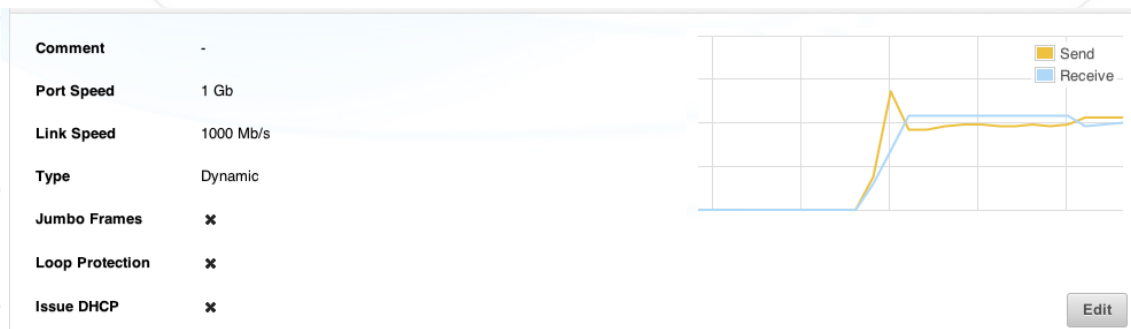 Comment -
Port Speed 1 Gb
Link Speed 1000 Mb/s
Type Dynamic
Jumbo Frames ✖
Loop Protection ✖
Issue DHCP ✖
Send
Receive
Edit